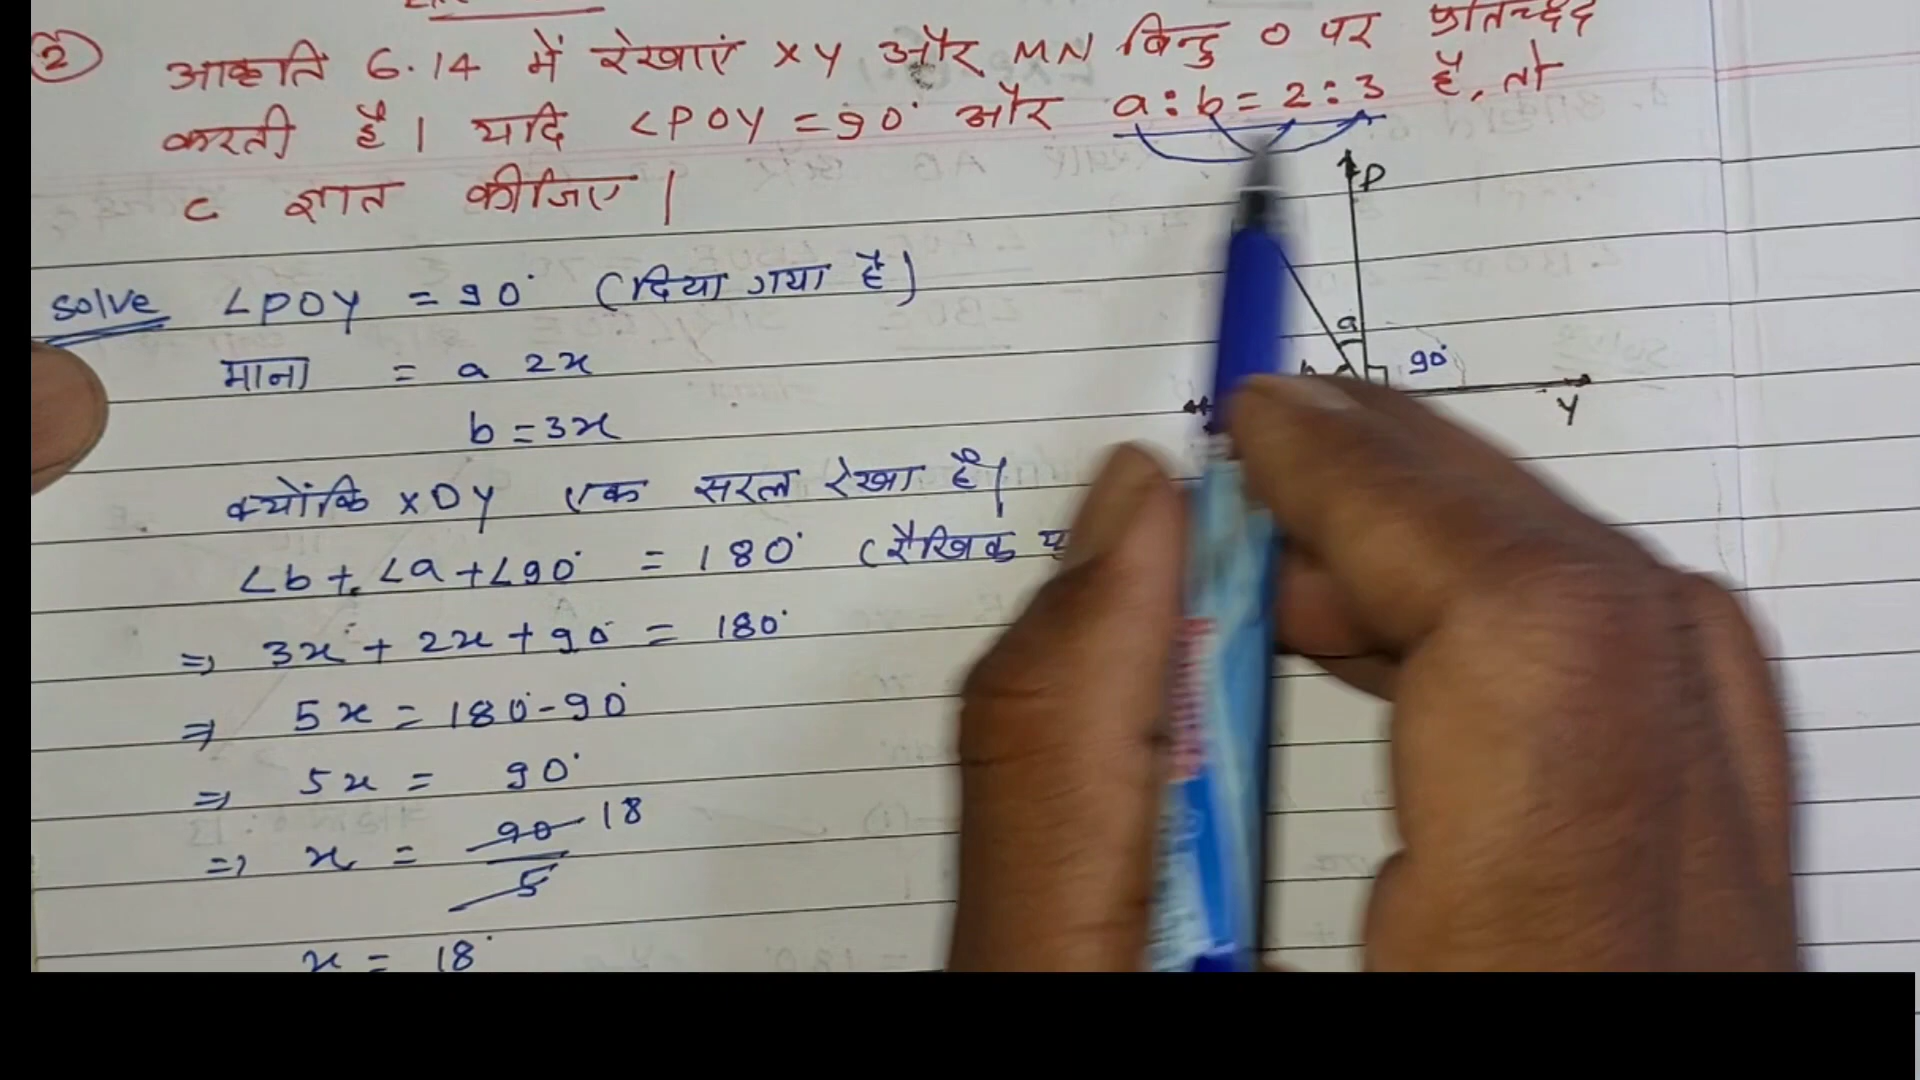 2 आकृति 6.14 में रेखाएं XY और MN बिन्दु O पर प्रतिच्छेद
करती है। यदि ∠POY = 90° और a:b = 2:3 है, तो
c ज्ञात कीजिए।
P
Solve ∠POY = 90° (दिया गया है)
a
माना = a 2x
90°
Y
b = 3x
क्योंकि XOY एक सरल रेखा है।
∠b + ∠a + ∠90° = 180° (रैखिक
⇒ 3x + 2x + 90° = 180°
⇒ 5x = 180° - 90°
⇒ 5x = 90°
⇒ x = 90/5 18
x = 18°